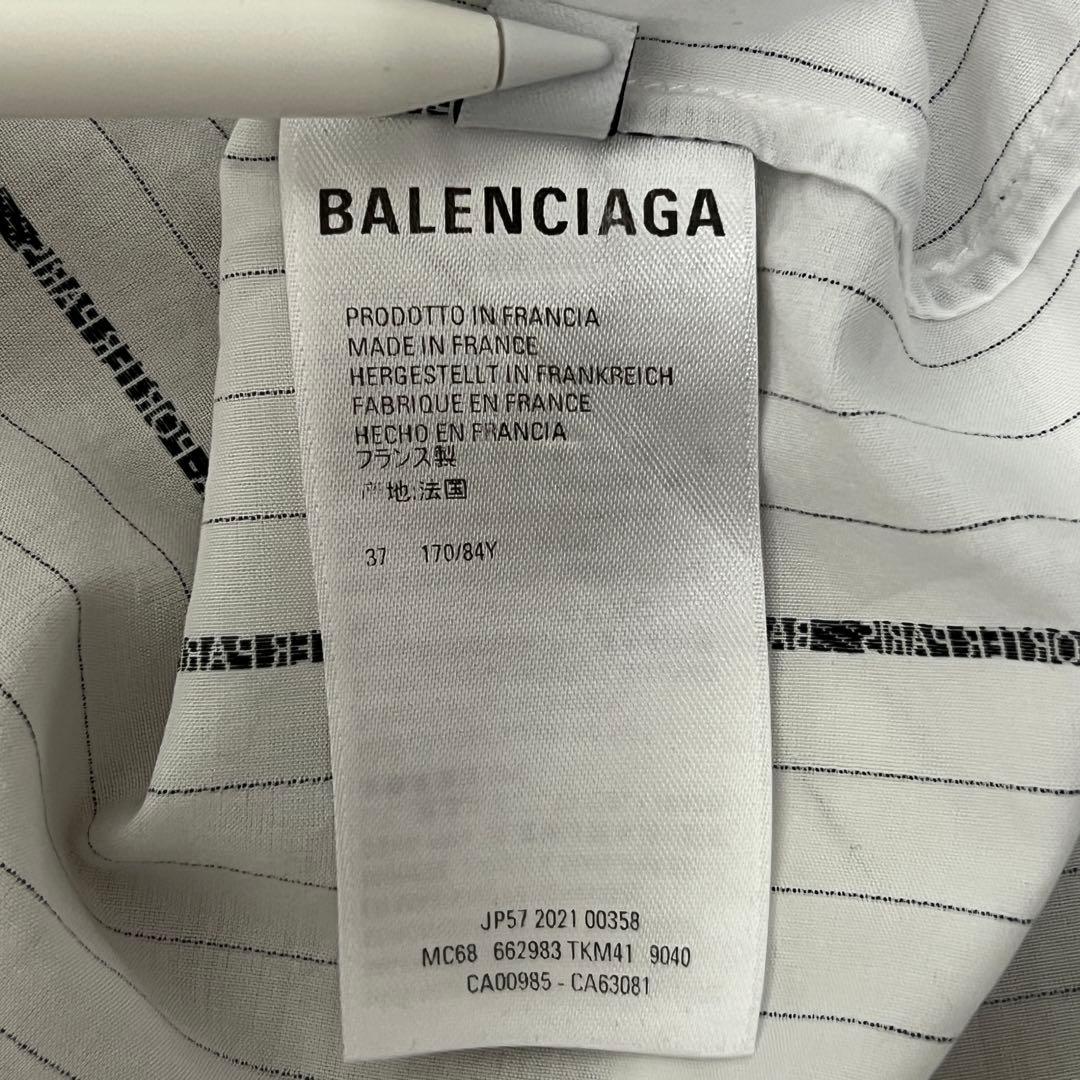 BALENCIAGA
PRODOTTO IN FRANCIA
MADE IN FRANCE
HERGESTELLT IN FRANKREICH
FABRIQUE EN FRANCE
HECHO EN FRANCIA
フランス製
产地:法国
37 170/84Y
JP57 2021 00358
MC68 662983 TKM41 9040
CA00985 - CA63081